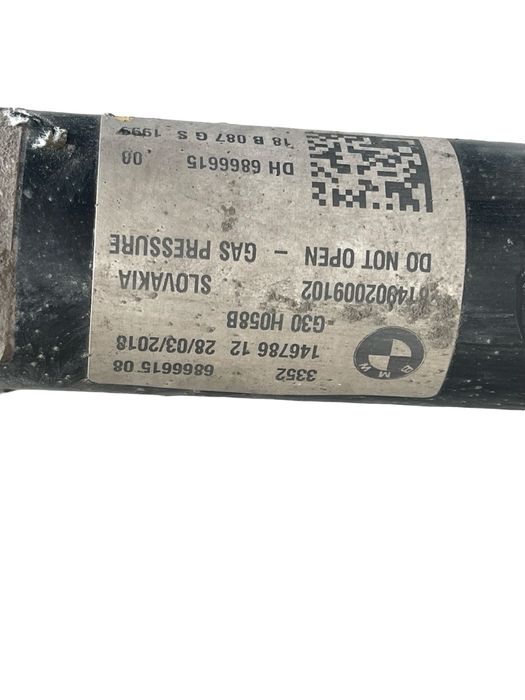 BMW
3352 6866615 08
146786 12 28/03/2018
G30 H058B
614902009102 SLOVAKIA
DO NOT OPEN - GAS PRESSURE
DH 6866615 00
18 B 087 G S 1999